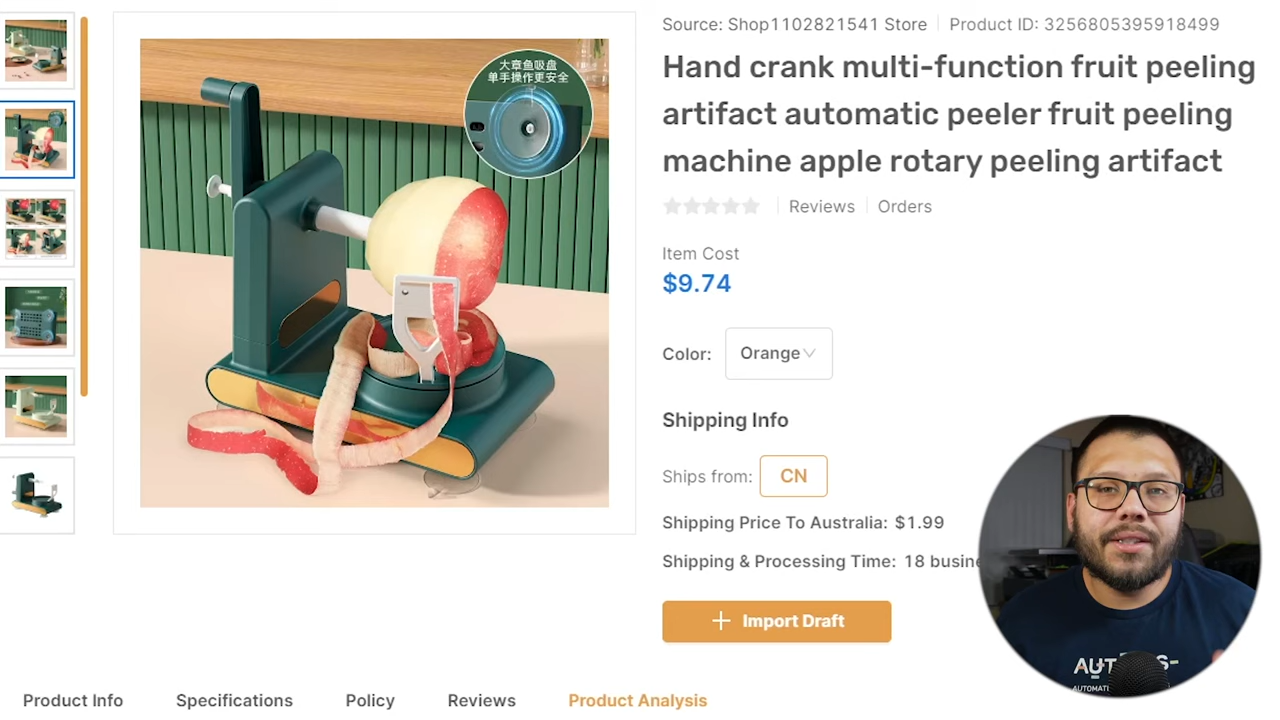 Source: Shop1102821541 Store
Product ID: 3256805395918499
Hand crank multi-function fruit peeling
artifact automatic peeler fruit peeling
machine apple rotary peeling artifact
Reviews
Orders
Item Cost
$9.74
Color:
Orange
Shipping Info
Ships from:
CN
Shipping Price To Australia: $1.99
Shipping & Processing Time: 18
Import Draft
大章鱼吸盘
单手操作更安全
Product Info
Specifications
Policy
Reviews
Product Analysis